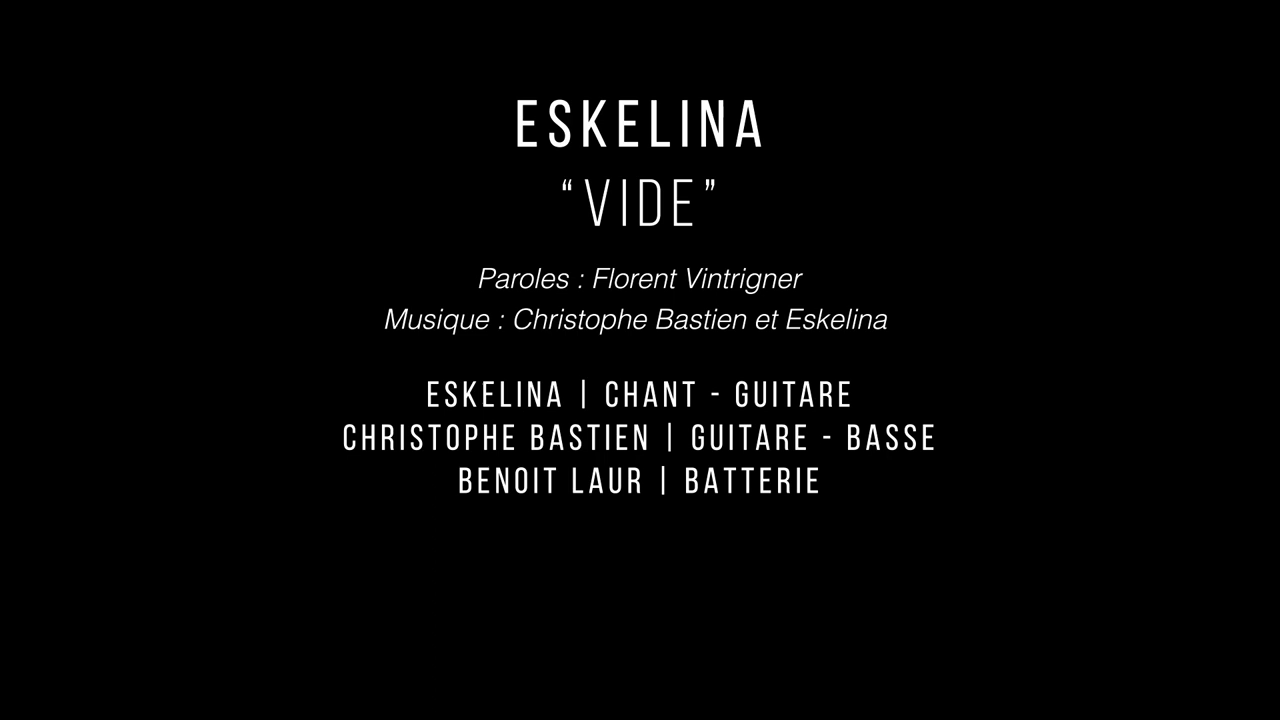 ESKELINA
“VIDE”
Paroles : Florent Vintrigner
Musique : Christophe Bastien et Eskelina
ESKELINA | CHANT - GUITARE
CHRISTOPHE BASTIEN | GUITARE - BASSE
BENOIT LAUR | BATTERIE